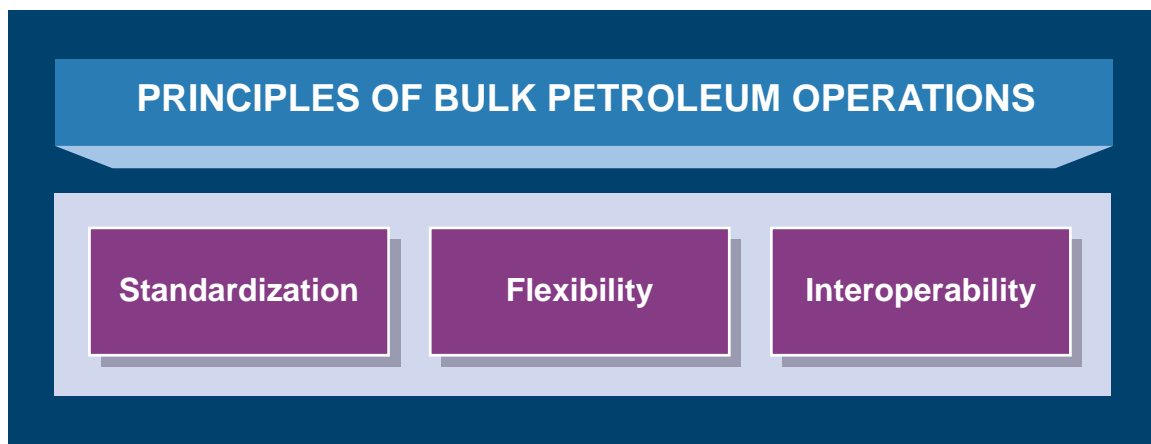 PRINCIPLES OF BULK PETROLEUM OPERATIONS
Standardization
Flexibility
Interoperability